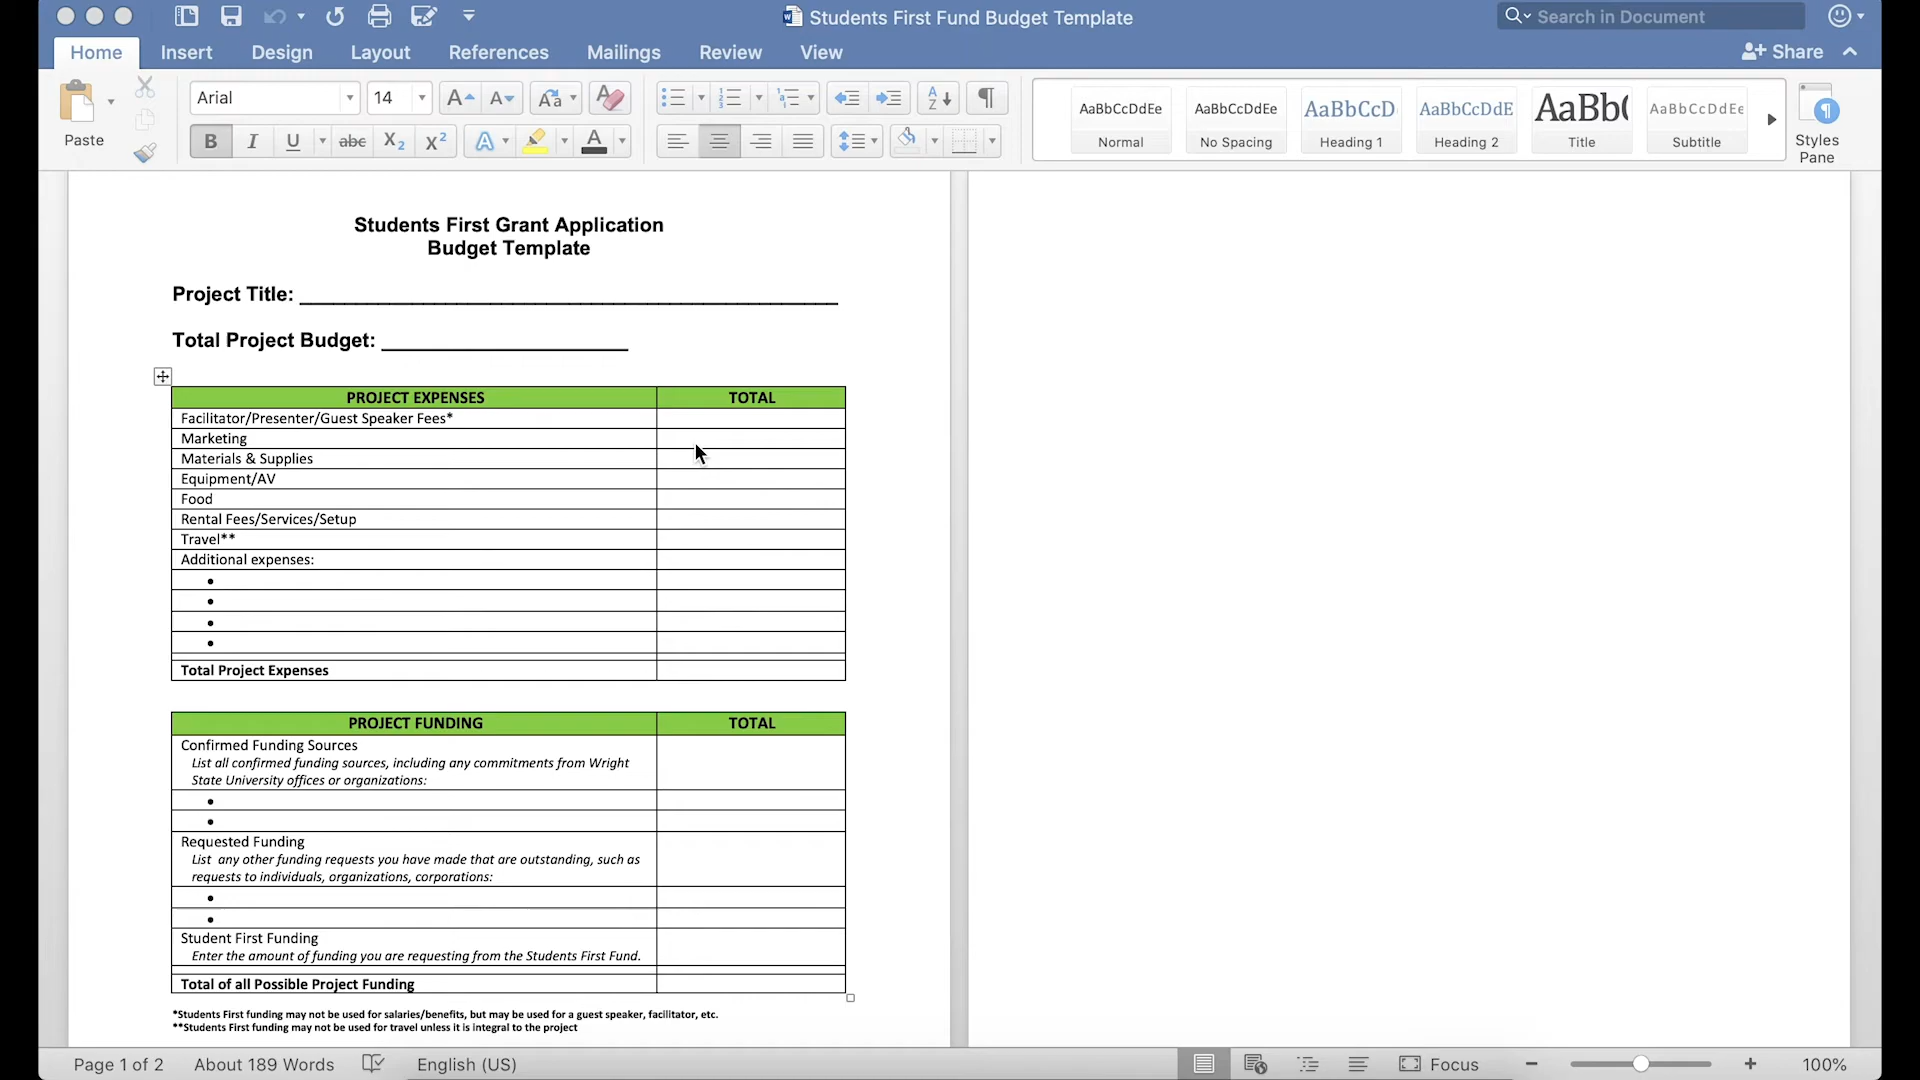 Students First Fund Budget Template
Search in Document
Home Insert Design Layout References Mailings Review View
Share
Paste
Arial 14
Aa
B I U abc X₂ X² A A
AaBbCcDdEe AaBbCcDdEe AaBbCcD AaBbCcDdE AaBb( AaBbCcDdEe
Normal No Spacing Heading 1 Heading 2 Title Subtitle
Styles
Pane
Students First Grant Application
Budget Template
Project Title: ________________________________________________
Total Project Budget: ______________________
PROJECT EXPENSES TOTAL
Facilitator/Presenter/Guest Speaker Fees*
Marketing
Materials & Supplies
Equipment/AV
Food
Rental Fees/Services/Setup
Travel**
Additional expenses:
Total Project Expenses
PROJECT FUNDING TOTAL
Confirmed Funding Sources
List all confirmed funding sources, including any commitments from Wright
State University offices or organizations:
Requested Funding
List any other funding requests you have made that are outstanding, such as
requests to individuals, organizations, corporations:
Student First Funding
Enter the amount of funding you are requesting from the Students First Fund.
Total of all Possible Project Funding
*Students First funding may not be used for salaries/benefits, but may be used for a guest speaker, facilitator, etc.
**Students First funding may not be used for travel unless it is integral to the project
Page 1 of 2 About 189 Words English (US) Focus 100%